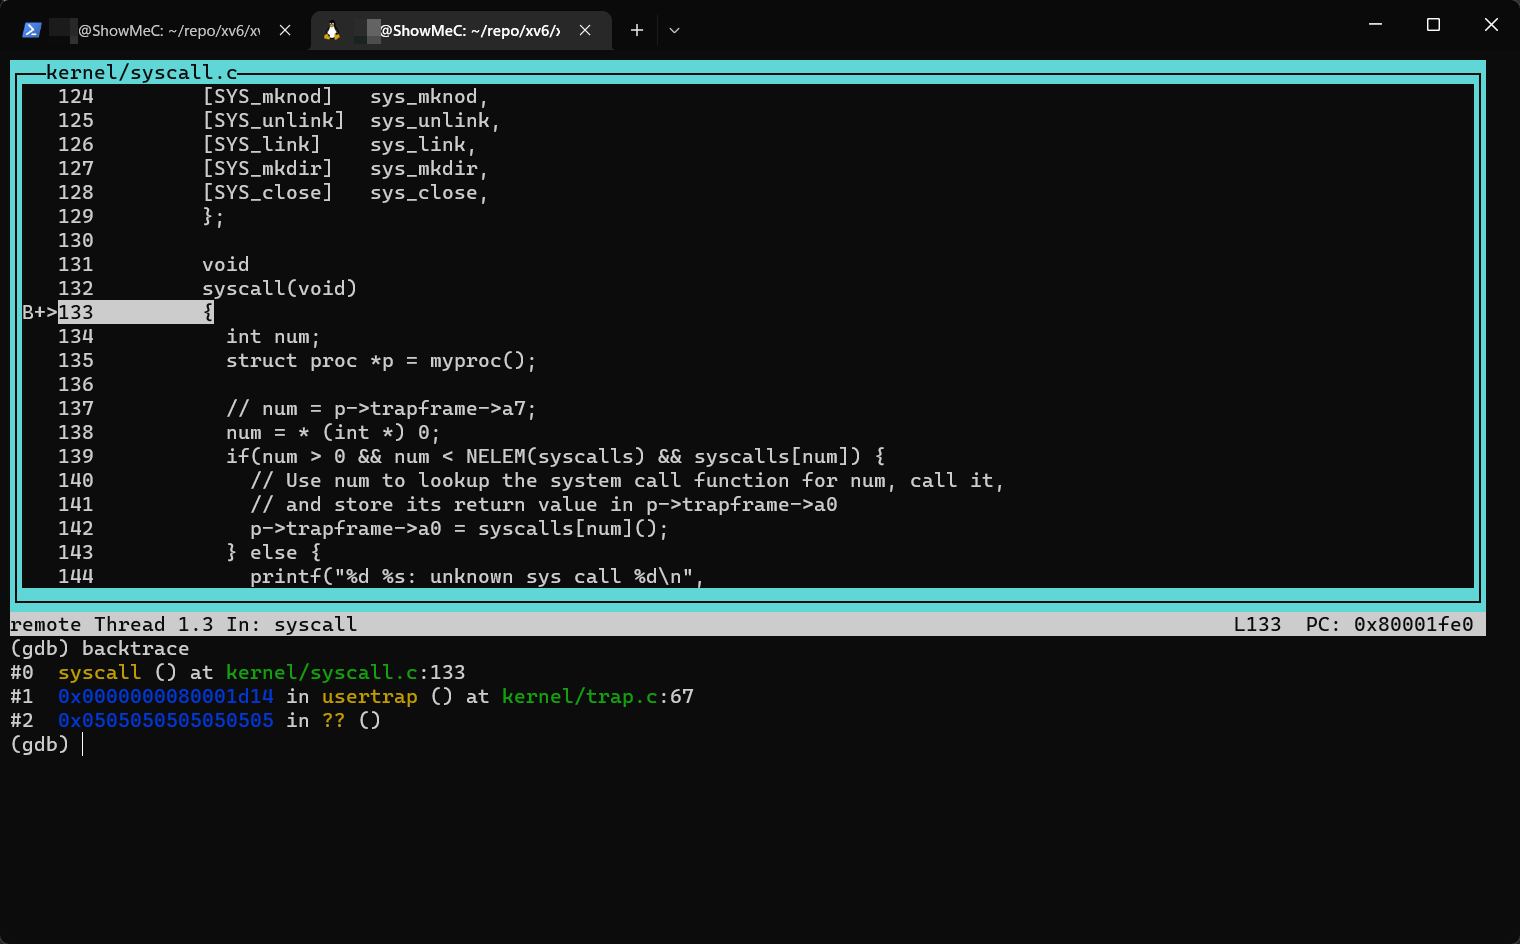 @ShowMeC: ~/repo/xv6/xv
@ShowMeC: ~/repo/xv6/x
kernel/syscall.c
124         [SYS_mknod]   sys_mknod,
125         [SYS_unlink]  sys_unlink,
126         [SYS_link]    sys_link,
127         [SYS_mkdir]   sys_mkdir,
128         [SYS_close]   sys_close,
129         };
130
131         void
132         syscall(void)
B+>133         {
134           int num;
135           struct proc *p = myproc();
136
137           // num = p->trapframe->a7;
138           num = * (int *) 0;
139           if(num > 0 && num < NELEM(syscalls) && syscalls[num]) {
140             // Use num to lookup the system call function for num, call it,
141             // and store its return value in p->trapframe->a0
142             p->trapframe->a0 = syscalls[num]();
143           } else {
144             printf("%d %s: unknown sys call %d\n",
remote Thread 1.3 In: syscall L133  PC: 0x80001fe0
(gdb) backtrace
#0  syscall () at kernel/syscall.c:133
#1  0x0000000080001d14 in usertrap () at kernel/trap.c:67
#2  0x0505050505050505 in ?? ()
(gdb)